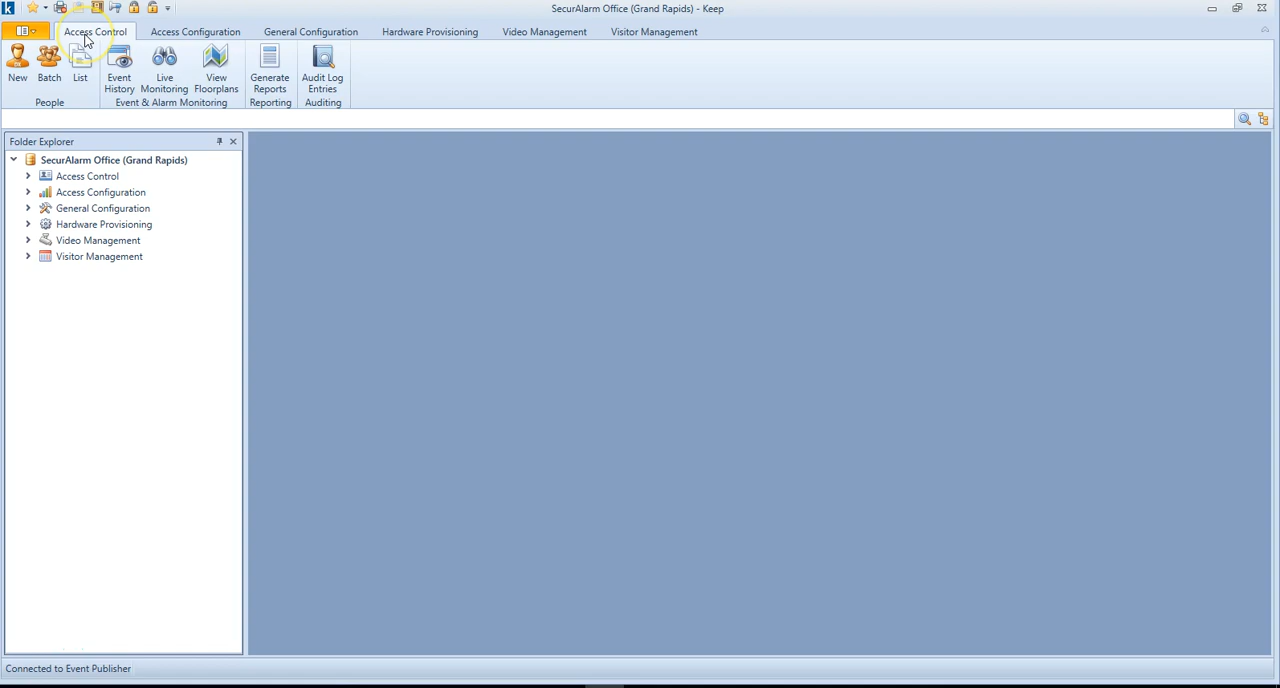 SecurAlarm Office (Grand Rapids) - Keep
Access Control Access Configuration General Configuration Hardware Provisioning Video Management Visitor Management
New Batch List Event History Live Monitoring View Floorplans Generate Reports Audit Log Entries
People Event & Alarm Monitoring Reporting Auditing
Folder Explorer
SecurAlarm Office (Grand Rapids)
Access Control
Access Configuration
General Configuration
Hardware Provisioning
Video Management
Visitor Management
Connected to Event Publisher